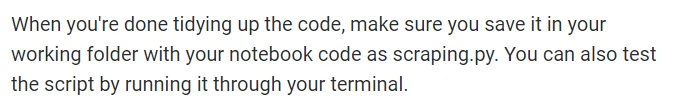 When you're done tidying up the code, make sure you save it in your
working folder with your notebook code as scraping.py. You can also test
the script by running it through your terminal.